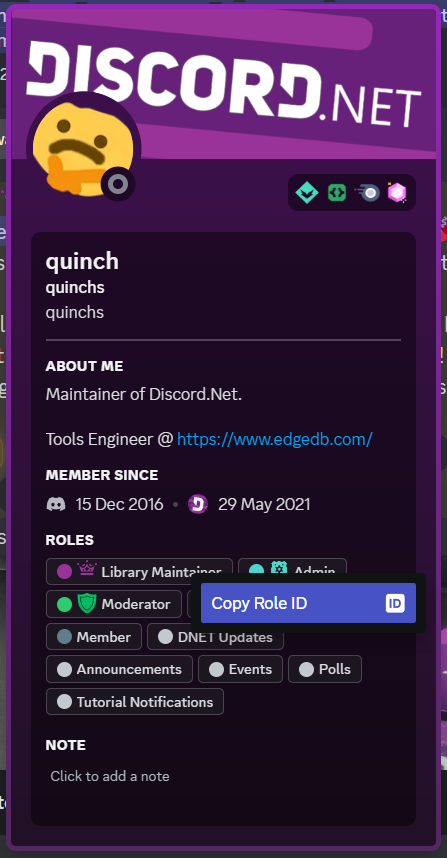 DISCORD.NET
quinch
quinchs
quinchs
ABOUT ME
Maintainer of Discord.Net.
Tools Engineer @ https://www.edgedb.com/
MEMBER SINCE
15 Dec 2016 • 29 May 2021
ROLES
Library Maintainer Admin
Moderator Copy Role ID ID
Member DNET Updates
Announcements Events Polls
Tutorial Notifications
NOTE
Click to add a note